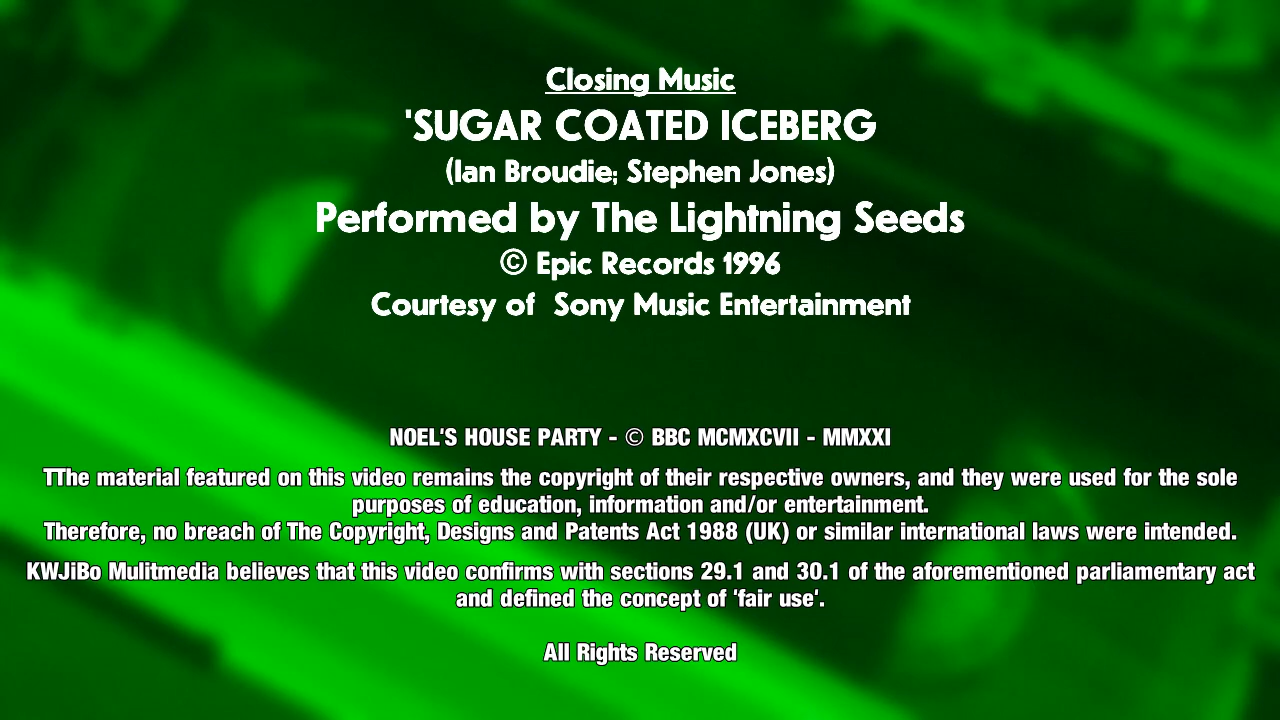 Closing Music
'SUGAR COATED ICEBERG
(Ian Broudie; Stephen Jones)
Performed by The Lightning Seeds
© Epic Records 1996
Courtesy of  Sony Music Entertainment
NOEL'S HOUSE PARTY - © BBC MCMXCVII - MMXXI
TThe material featured on this video remains the copyright of their respective owners, and they were used for the sole
purposes of education, information and/or entertainment.
Therefore, no breach of The Copyright, Designs and Patents Act 1988 (UK) or similar international laws were intended.
KWJiBo Mulitmedia believes that this video confirms with sections 29.1 and 30.1 of the aforementioned parliamentary act
and defined the concept of 'fair use'.
All Rights Reserved